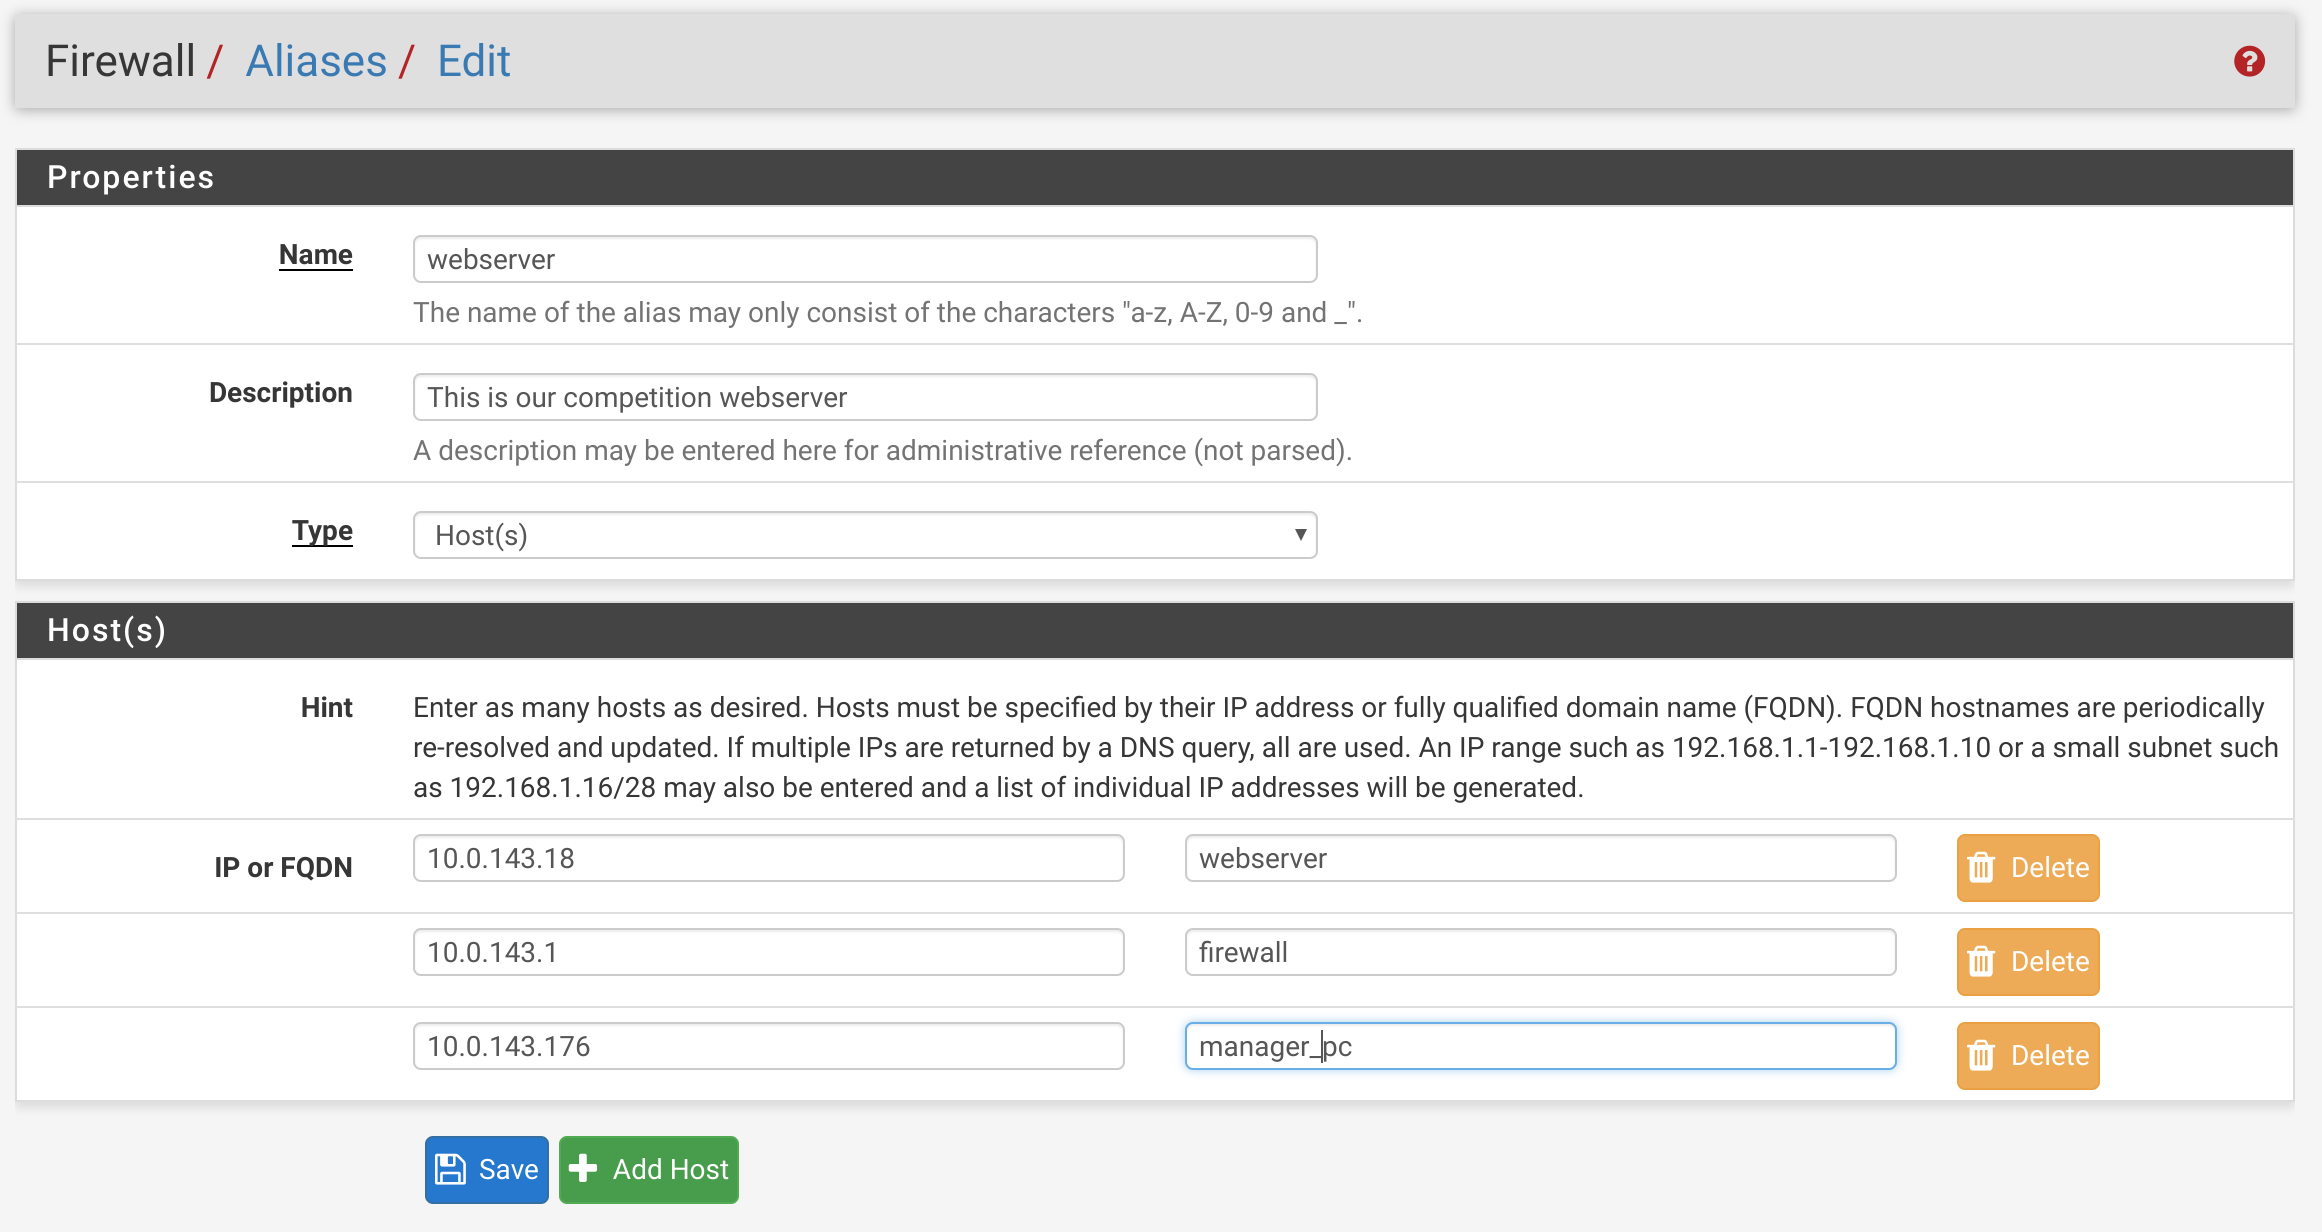 Firewall / Aliases / Edit
Properties
Name
webserver
The name of the alias may only consist of the characters "a-z, A-Z, 0-9 and _".
Description
This is our competition webserver
A description may be entered here for administrative reference (not parsed).
Type
Host(s)
Host(s)
Hint
Enter as many hosts as desired. Hosts must be specified by their IP address or fully qualified domain name (FQDN). FQDN hostnames are periodically
re-resolved and updated. If multiple IPs are returned by a DNS query, all are used. An IP range such as 192.168.1.1-192.168.1.10 or a small subnet such
as 192.168.1.16/28 may also be entered and a list of individual IP addresses will be generated.
IP or FQDN
10.0.143.18 webserver Delete
10.0.143.1 firewall Delete
10.0.143.176 manager_pc Delete
Save Add Host